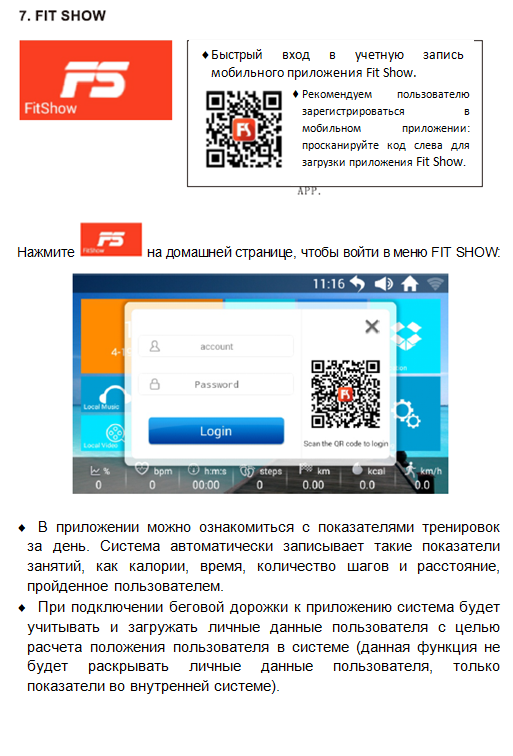 7. FIT SHOW
FitShow
♦Быстрый вход в учетную запись
мобильного приложения Fit Show.
♦Рекомендуем пользователю
зарегистрироваться в
мобильном приложении:
просканируйте код слева для
загрузки приложения Fit Show.
APP.
Нажмите FitShow на домашней странице, чтобы войти в меню FIT SHOW:
11:16
4-19
account
Password
Login
Scan the QR code to login
Local Music
Local Video
% bpm h:m:s steps km kcal km/h
0 0 00:00 0 0.00 0.0 0.0
♦ В приложении можно ознакомиться с показателями тренировок
за день. Система автоматически записывает такие показатели
занятий, как калории, время, количество шагов и расстояние,
пройденное пользователем.
♦ При подключении беговой дорожки к приложению система будет
учитывать и загружать личные данные пользователя с целью
расчета положения пользователя в системе (данная функция не
будет раскрывать личные данные пользователя, только
показатели во внутренней системе).